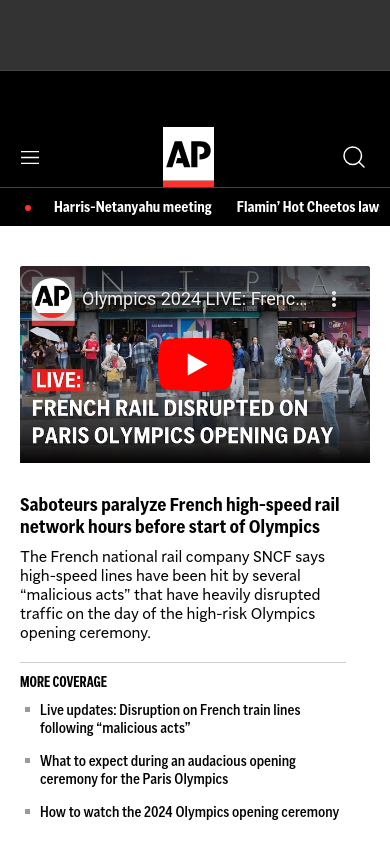 AP
Harris-Netanyahu meeting Flamin’ Hot Cheetos law
O N T P A
AP
Olympics 2024 LIVE: Frenc...
LIVE:
FRENCH RAIL DISRUPTED ON
PARIS OLYMPICS OPENING DAY
Saboteurs paralyze French high-speed rail
network hours before start of Olympics
The French national rail company SNCF says
high-speed lines have been hit by several
“malicious acts” that have heavily disrupted
traffic on the day of the high-risk Olympics
opening ceremony.
MORE COVERAGE
Live updates: Disruption on French train lines
following “malicious acts”
What to expect during an audacious opening
ceremony for the Paris Olympics
How to watch the 2024 Olympics opening ceremony